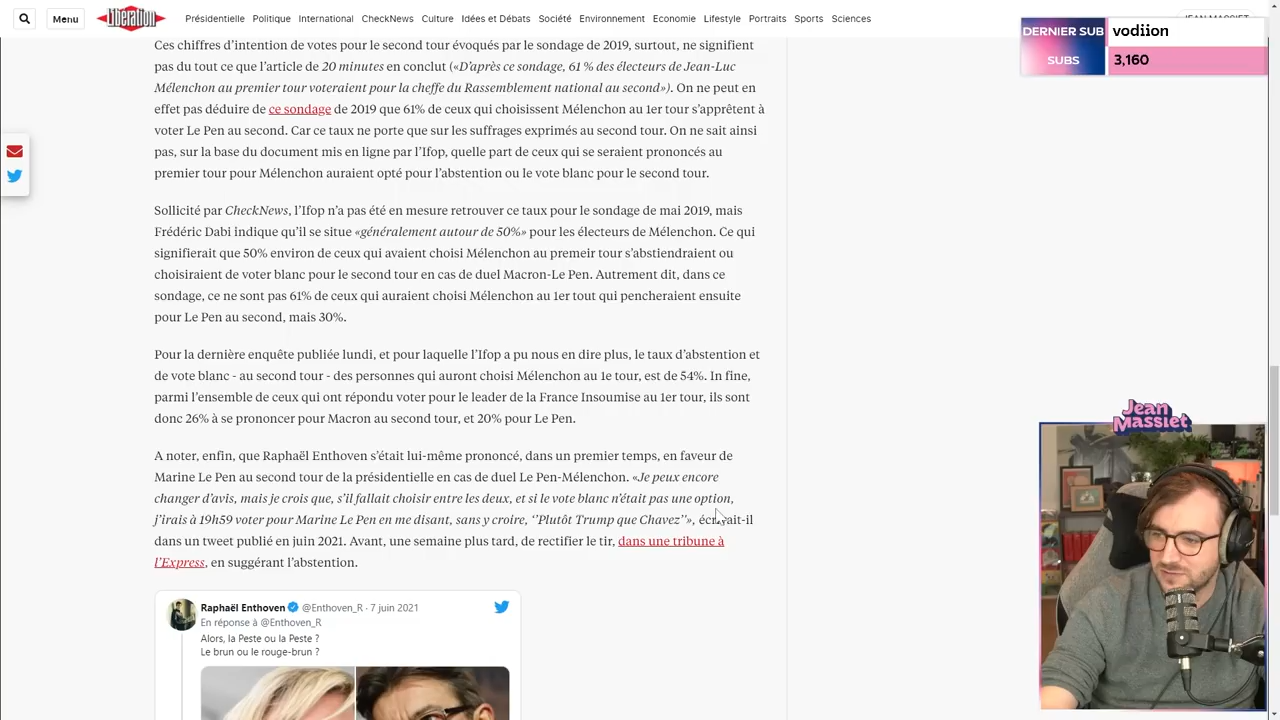 Menu
Libération
Présidentielle Politique International CheckNews Culture Idées et Débats Société Environnement Economie Lifestyle Portraits Sports Sciences
JEAN MASSIET
DERNIER SUB vodiion
SUBS 3,160
Ces chiffres d’intention de votes pour le second tour évoqués par le sondage de 2019, surtout, ne signifient
pas du tout ce que l’article de 20 minutes en conclut («D’après ce sondage, 61 % des électeurs de Jean-Luc
Mélenchon au premier tour voteraient pour la cheffe du Rassemblement national au second»). On ne peut en
effet pas déduire de ce sondage de 2019 que 61% de ceux qui choisissent Mélenchon au 1er tour s’apprêtent à
voter Le Pen au second. Car ce taux ne porte que sur les suffrages exprimés au second tour. On ne sait ainsi
pas, sur la base du document mis en ligne par l’Ifop, quelle part de ceux qui se seraient prononcés au
premier tour pour Mélenchon auraient opté pour l’abstention ou le vote blanc pour le second tour.
Sollicité par CheckNews, l’Ifop n’a pas été en mesure retrouver ce taux pour le sondage de mai 2019, mais
Frédéric Dabi indique qu’il se situe «généralement autour de 50%» pour les électeurs de Mélenchon. Ce qui
signifierait que 50% environ de ceux qui avaient choisi Mélenchon au premeir tour s’abstiendraient ou
choisiraient de voter blanc pour le second tour en cas de duel Macron-Le Pen. Autrement dit, dans ce
sondage, ce ne sont pas 61% de ceux qui auraient choisi Mélenchon au 1er tout qui pencheraient ensuite
pour Le Pen au second, mais 30%.
Pour la dernière enquête publiée lundi, et pour laquelle l’Ifop a pu nous en dire plus, le taux d’abstention et
de vote blanc - au second tour - des personnes qui auront choisi Mélenchon au 1e tour, est de 54%. In fine,
parmi l’ensemble de ceux qui ont répondu voter pour le leader de la France Insoumise au 1er tour, ils sont
donc 26% à se prononcer pour Macron au second tour, et 20% pour Le Pen.
A noter, enfin, que Raphaël Enthoven s’était lui-même prononcé, dans un premier temps, en faveur de
Marine Le Pen au second tour de la présidentielle en cas de duel Le Pen-Mélenchon. «Je peux encore
changer d’avis, mais je crois que, s’il fallait choisir entre les deux, et si le vote blanc n’était pas une option,
j’irais à 19h59 voter pour Marine Le Pen en me disant, sans y croire, ‘’Plutôt Trump que Chavez’’», écrivait-il
dans un tweet publié en juin 2021. Avant, une semaine plus tard, de rectifier le tir, dans une tribune à
l’Express, en suggérant l’abstention.
Raphaël Enthoven @Enthoven_R · 7 juin 2021
En réponse à @Enthoven_R
Alors, la Peste ou la Peste ?
Le brun ou le rouge-brun ?
Jean
Massiet